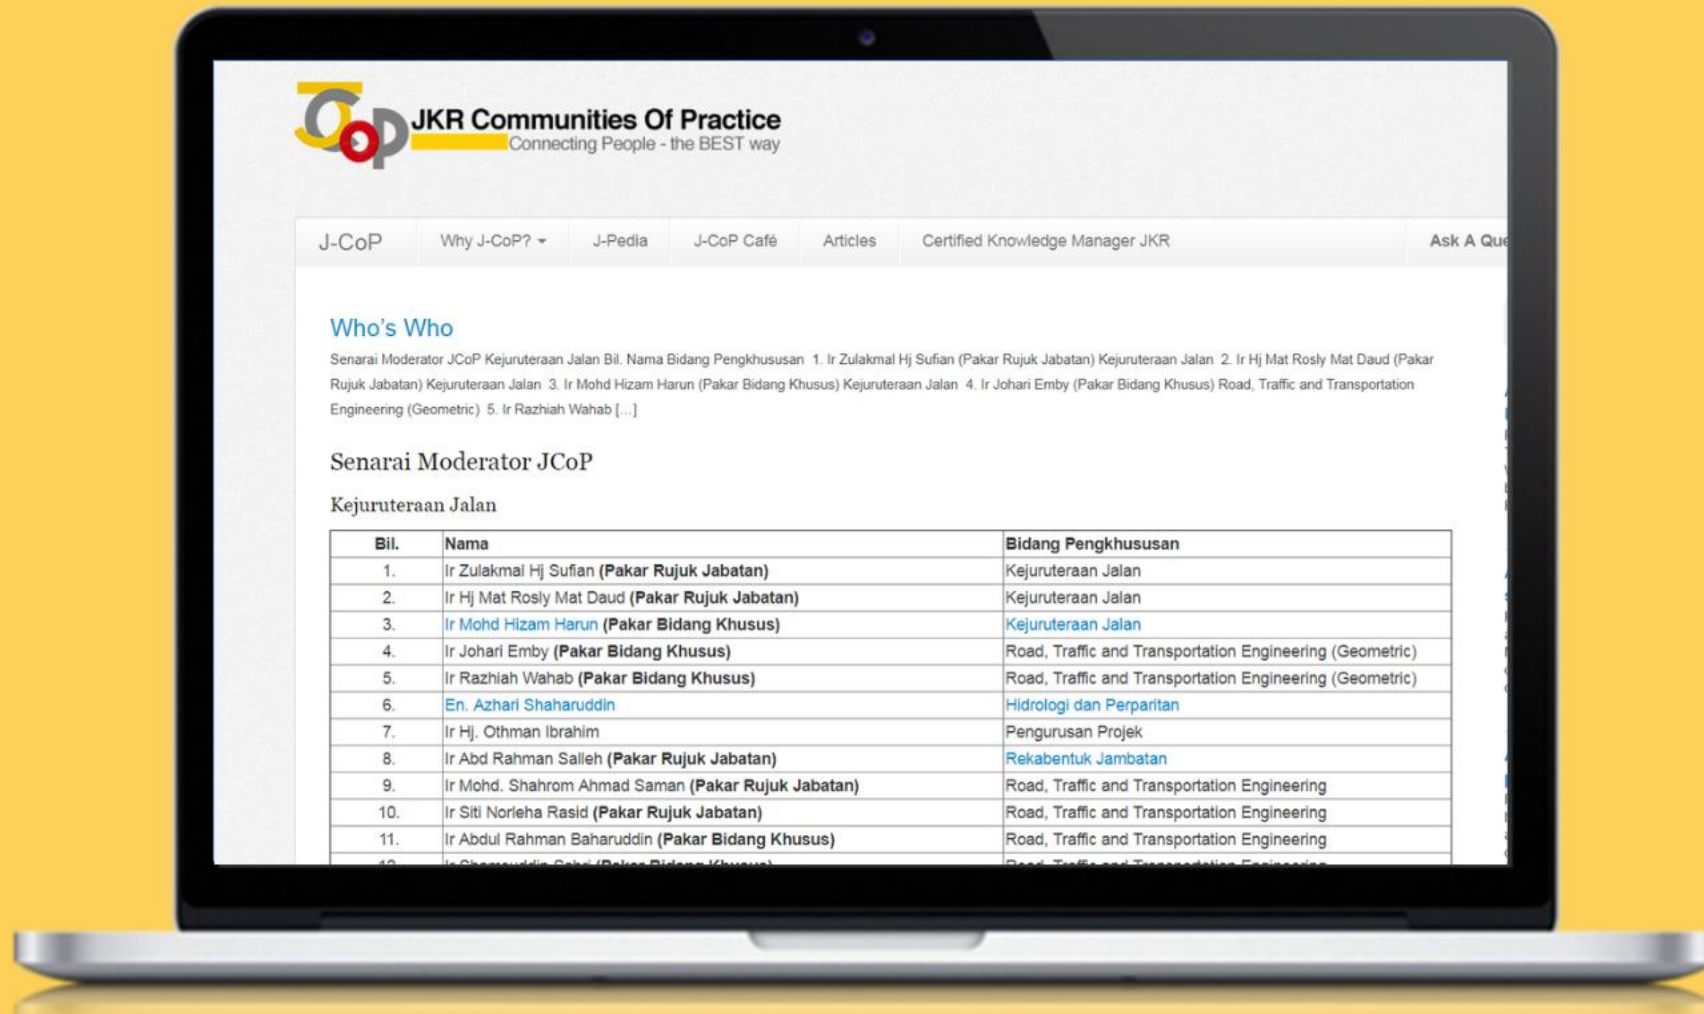 JCoP
JKR Communities Of Practice
Connecting People - the BEST way
J-CoP Why J-CoP? J-Pedia J-CoP Café Articles Certified Knowledge Manager JKR Ask A
Who's Who
Senarai Moderator JCoP Kejuruteraan Jalan Bil. Nama Bidang Pengkhususan 1. Ir Zulakmal Hj Sufian (Pakar Rujuk Jabatan) Kejuruteraan Jalan 2. Ir Hj Mat Rosly Mat Daud (Pakar
Rujuk Jabatan) Kejuruteraan Jalan 3. Ir Mohd Hizam Harun (Pakar Bidang Khusus) Kejuruteraan Jalan 4. Ir Johari Emby (Pakar Bidang Khusus) Road, Traffic and Transportation
Engineering (Geometric) 5. Ir Razhiah Wahab [...]
Senarai Moderator JCoP
Kejuruteraan Jalan
Bil. Nama Bidang Pengkhususan
1. Ir Zulakmal Hj Sufian (Pakar Rujuk Jabatan) Kejuruteraan Jalan
2. Ir Hj Mat Rosly Mat Daud (Pakar Rujuk Jabatan) Kejuruteraan Jalan
3. Ir Mohd Hizam Harun (Pakar Bidang Khusus) Kejuruteraan Jalan
4. Ir Johari Emby (Pakar Bidang Khusus) Road, Traffic and Transportation Engineering (Geometric)
5. Ir Razhiah Wahab (Pakar Bidang Khusus) Road, Traffic and Transportation Engineering (Geometric)
6. En. Azhari Shaharuddin Hidrologi dan Perparitan
7. Ir Hj. Othman Ibrahim Pengurusan Projek
8. Ir Abd Rahman Salleh (Pakar Rujuk Jabatan) Rekabentuk Jambatan
9. Ir Mohd. Shahrom Ahmad Saman (Pakar Rujuk Jabatan) Road, Traffic and Transportation Engineering
10. Ir Siti Norleha Rasid (Pakar Rujuk Jabatan) Road, Traffic and Transportation Engineering
11. Ir Abdul Rahman Baharuddin (Pakar Bidang Khusus) Road, Traffic and Transportation Engineering